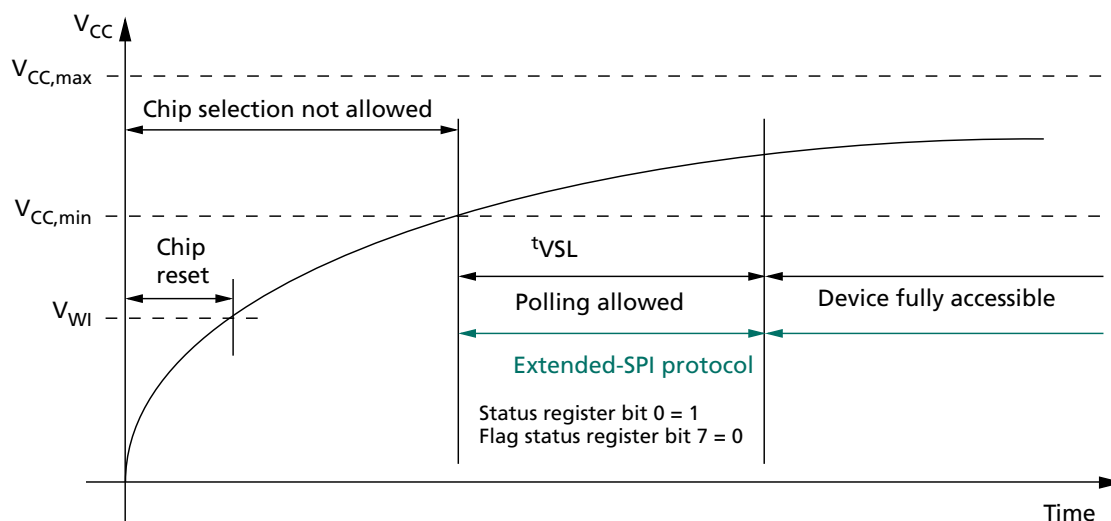 VCC
VCC,max
Chip selection not allowed
VCC,min
Chip
reset
tVSL
Polling allowed
Device fully accessible
VWI
Extended-SPI protocol
Status register bit 0 = 1
Flag status register bit 7 = 0
Time